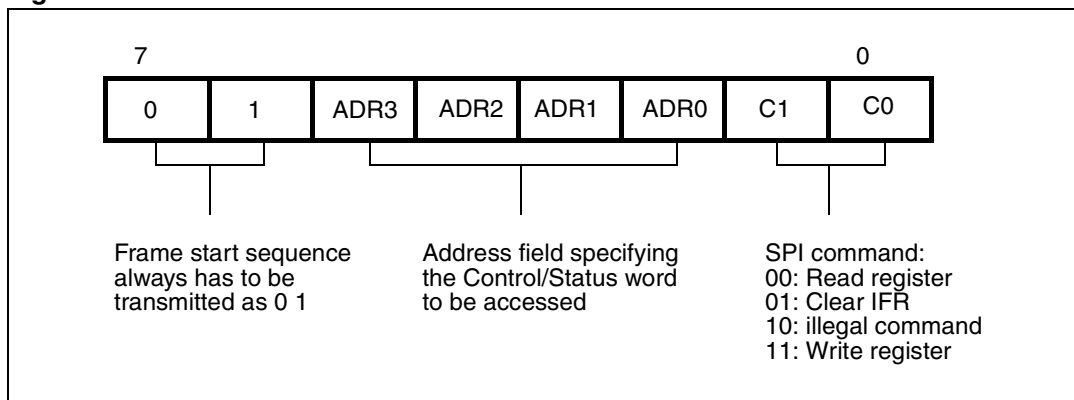 7 0
0 1 ADR3 ADR2 ADR1 ADR0 C1 C0
Frame start sequence
always has to be
transmitted as 0 1
Address field specifying
the Control/Status word
to be accessed
SPI command:
00: Read register
01: Clear IFR
10: illegal command
11: Write register